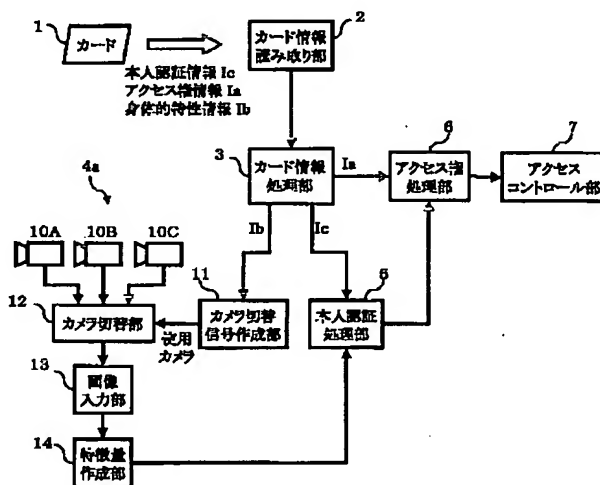 1
カード
2
カード情報
読み取り部
本人認証情報 Ic
アクセス権情報 Ia
身体的特性情報 Ib
3
カード情報
処理部
Ia
6
アクセス権
処理部
7
アクセス
コントロール部
4a
Ib
Ic
10A
10B
10C
12
カメラ切替部
11
カメラ切替
信号作成部
使用
カメラ
5
本人認証
処理部
13
画像
入力部
14
特徴量
作成部